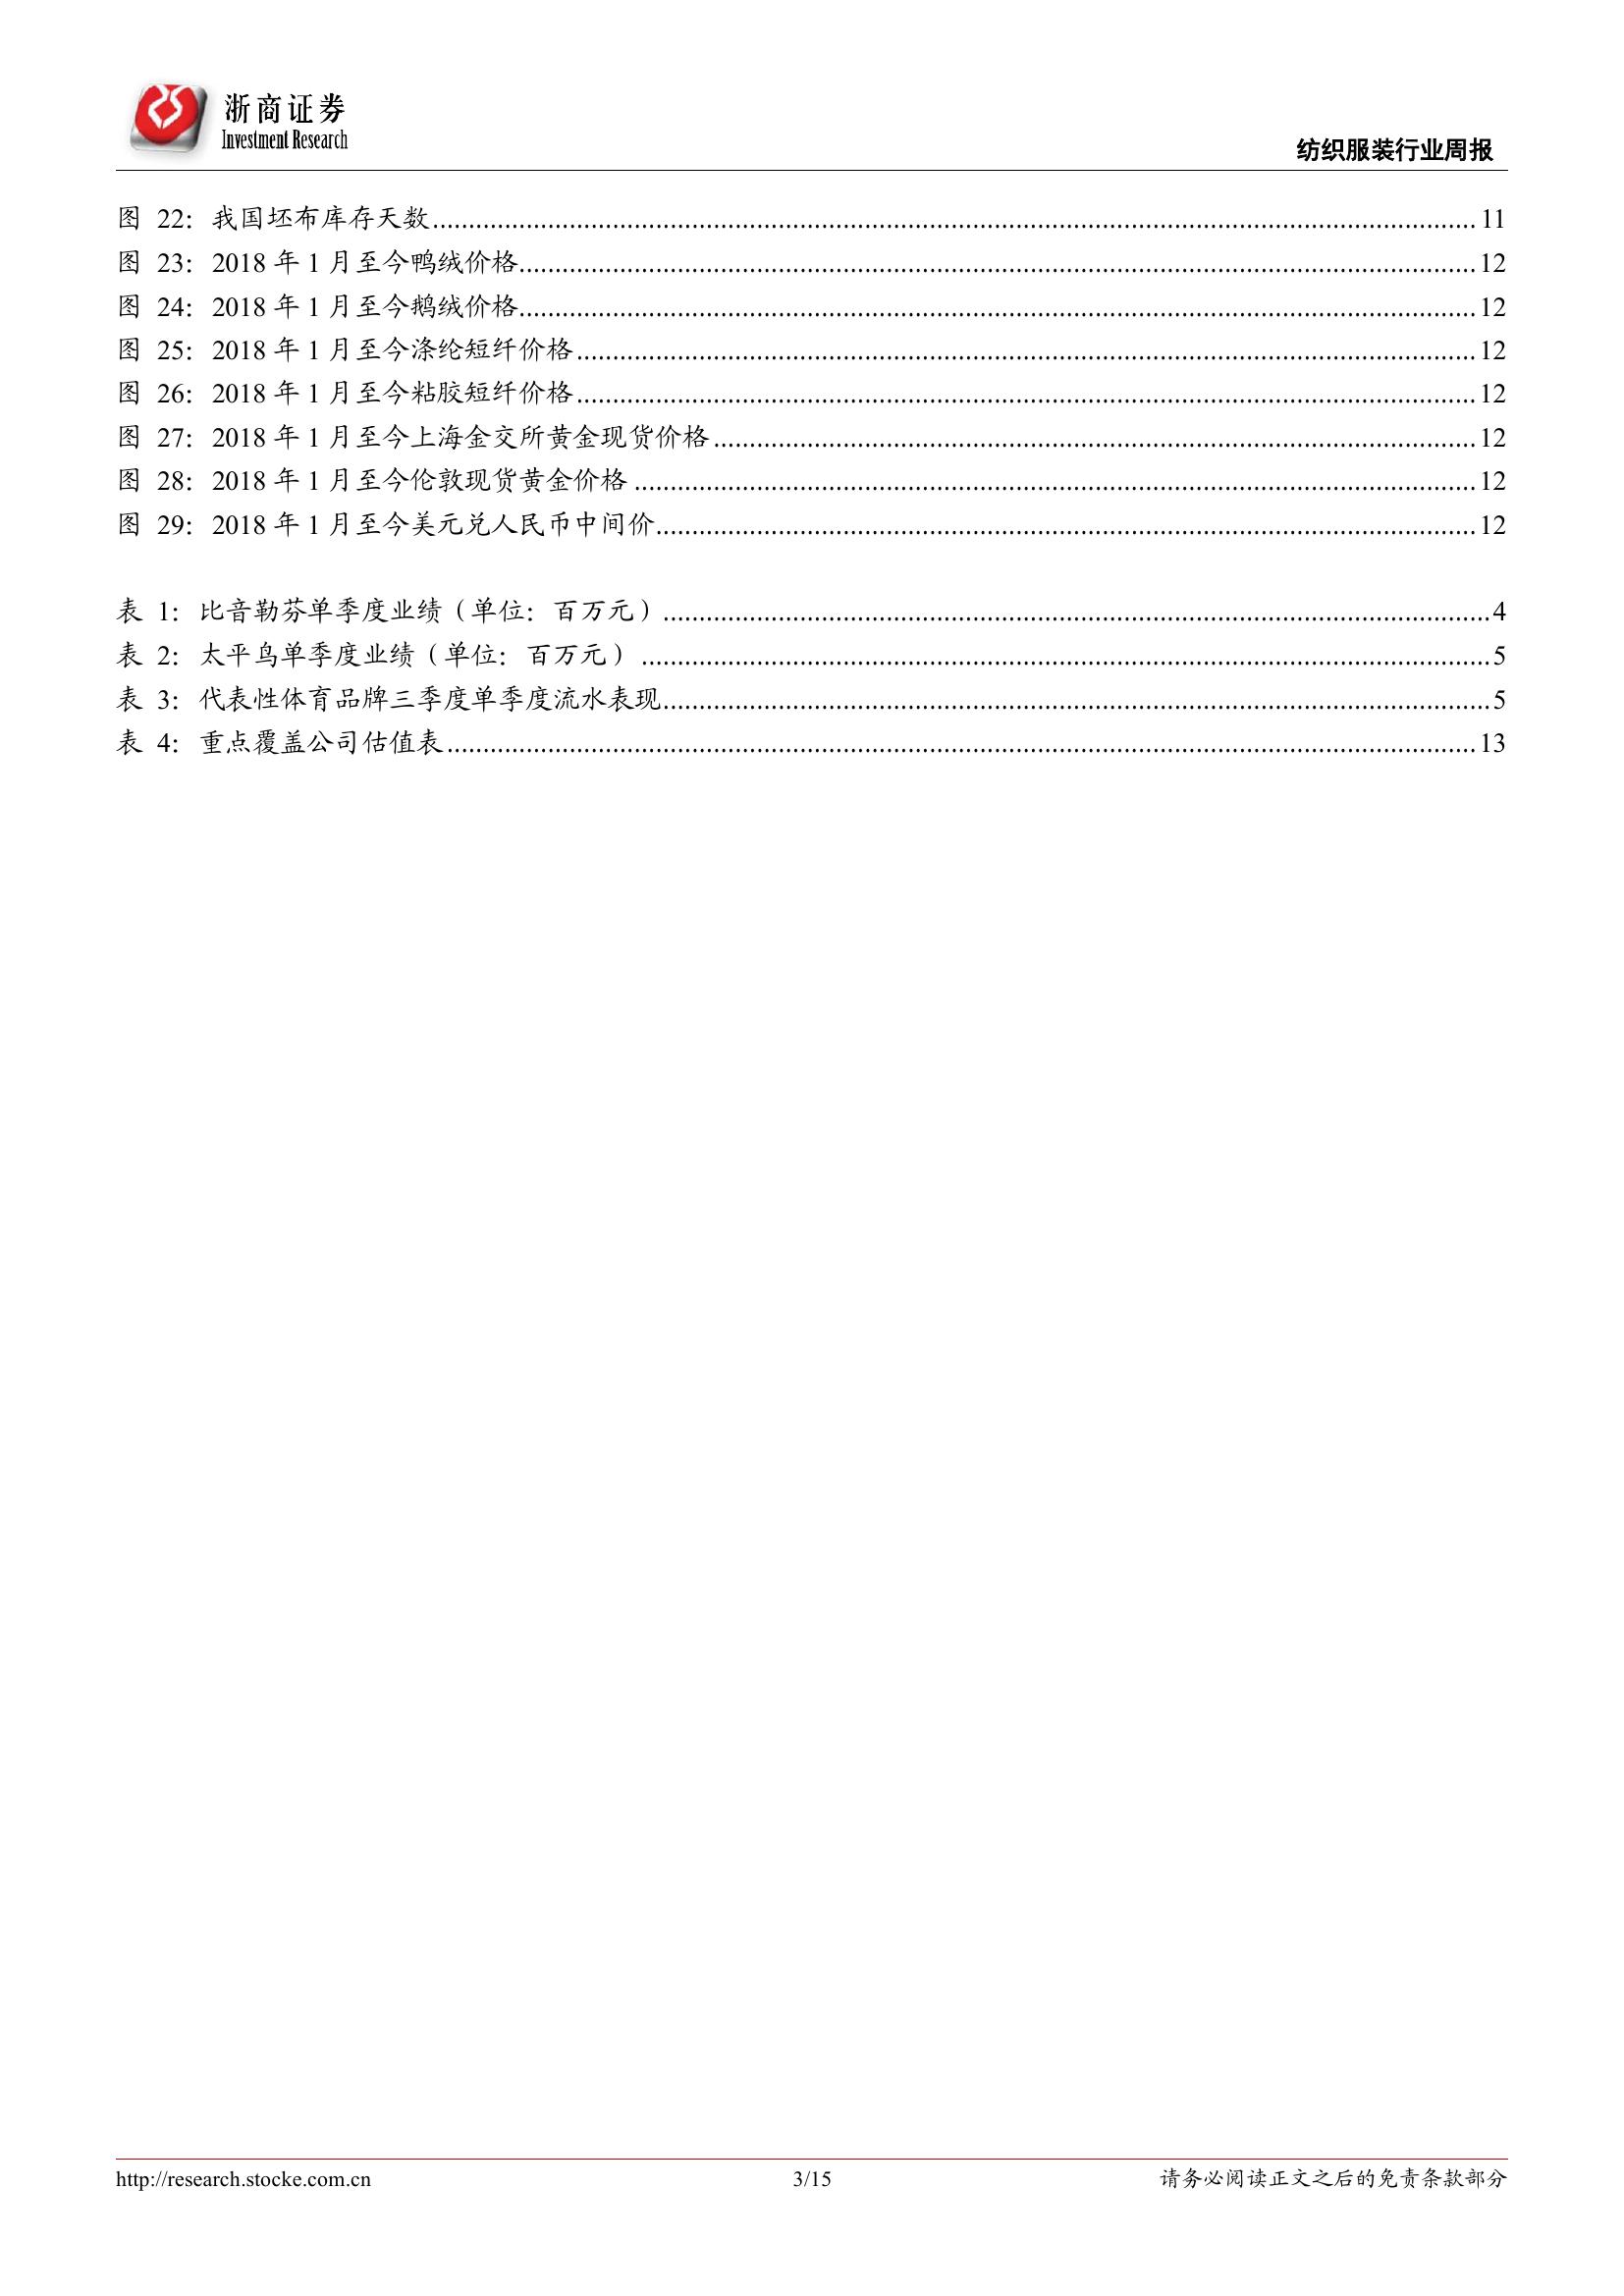 浙商证券
Investment Research
纺织服装行业周报
图 22：我国坯布库存天数........................................11
图 23：2018 年 1 月至今鸭绒价格........................................12
图 24：2018 年 1 月至今鹅绒价格........................................12
图 25：2018 年 1 月至今涤纶短纤价格........................................12
图 26：2018 年 1 月至今粘胶短纤价格........................................12
图 27：2018 年 1 月至今上海金交所黄金现货价格........................................12
图 28：2018 年 1 月至今伦敦现货黄金价格........................................12
图 29：2018 年 1 月至今美元兑人民币中间价........................................12
表 1：比音勒芬单季度业绩（单位：百万元）........................................4
表 2：太平鸟单季度业绩（单位：百万元）........................................5
表 3：代表性体育品牌三季度单季度流水表现........................................5
表 4：重点覆盖公司估值表........................................13
http://research.stocke.com.cn
3/15
请务必阅读正文之后的免责条款部分